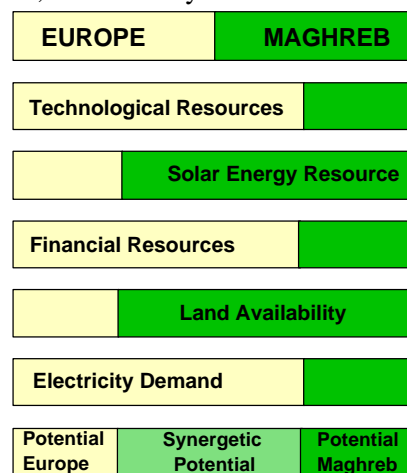 EUROPE MAGHREB
Technological Resources
Solar Energy Resource
Financial Resources
Land Availability
Electricity Demand
Potential Europe
Synergetic Potential
Potential Maghreb